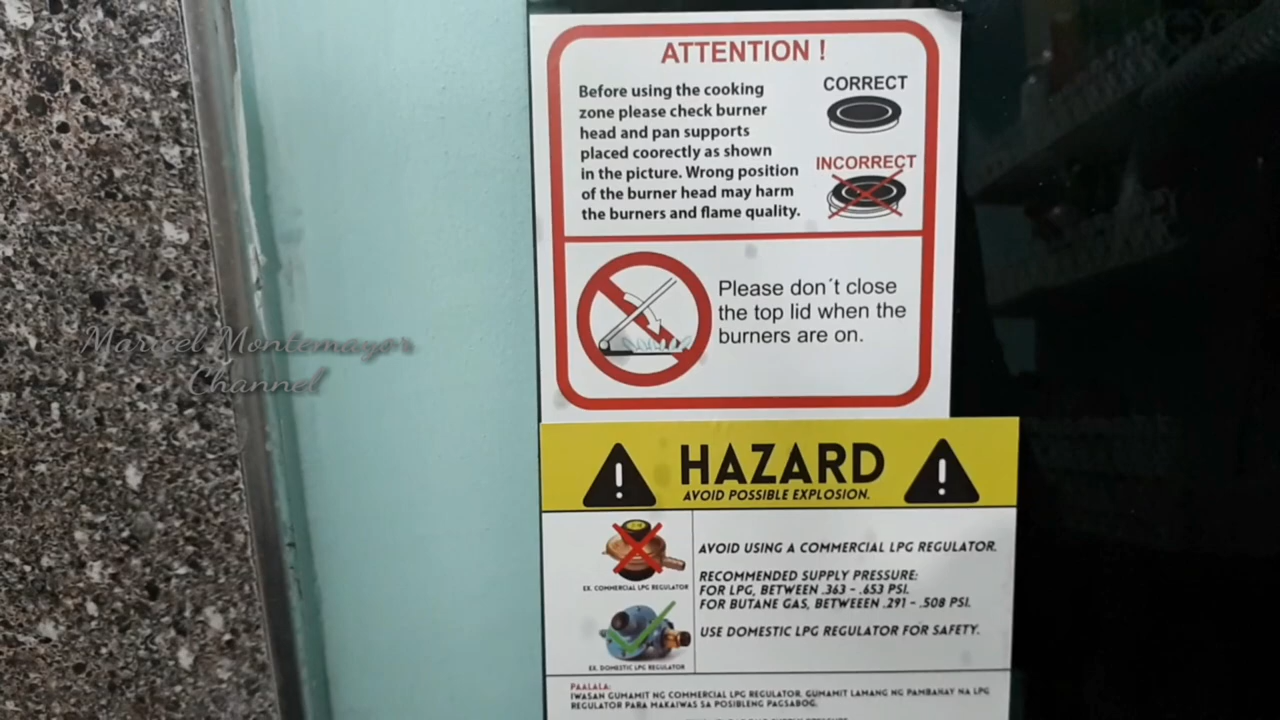 ATTENTION !
Before using the cooking
zone please check burner
head and pan supports
placed coorectly as shown
in the picture. Wrong position
of the burner head may harm
the burners and flame quality.
CORRECT
INCORRECT
Please don´t close
the top lid when the
burners are on.
Maricel Montemayor
Channel
HAZARD
AVOID POSSIBLE EXPLOSION.
EX. COMMERCIAL LPG REGULATOR
EX. DOMESTIC LPG REGULATOR
AVOID USING A COMMERCIAL LPG REGULATOR.
RECOMMENDED SUPPLY PRESSURE:
FOR LPG, BETWEEN .363 - .653 PSI.
FOR BUTANE GAS, BETWEEEN .291 - .508 PSI.
USE DOMESTIC LPG REGULATOR FOR SAFETY.
PAALALA:
IWASAN GUMAMIT NG COMMERCIAL LPG REGULATOR. GUMAMIT LAMANG NG PAMBAHAY NA LPG
REGULATOR PARA MAKAIWAS SA POSIBLENG PAGSABOG.